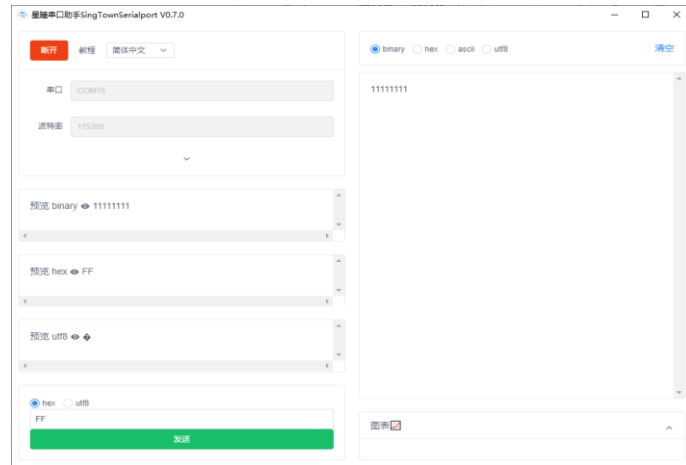 星瞳串口助手SingTownSerialport V0.7.0
断开 教程 简体中文
串口 COM15
波特率 115200
预览 binary 11111111
预览 hex FF
预览 utf8 �
hex utf8
FF
发送
binary hex ascii utf8 清空
11111111
图表